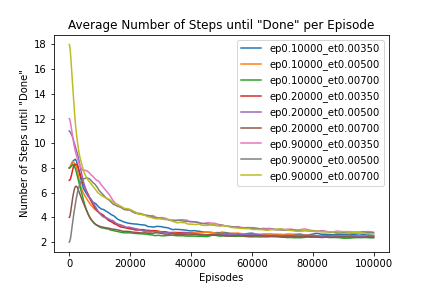 Average Number of Steps until "Done" per Episode
Number of Steps until "Done"
18
16
14
12
10
8
6
4
2
ep0.10000_et0.00350
ep0.10000_et0.00500
ep0.10000_et0.00700
ep0.20000_et0.00350
ep0.20000_et0.00500
ep0.20000_et0.00700
ep0.90000_et0.00350
ep0.90000_et0.00500
ep0.90000_et0.00700
0 20000 40000 60000 80000 100000
Episodes